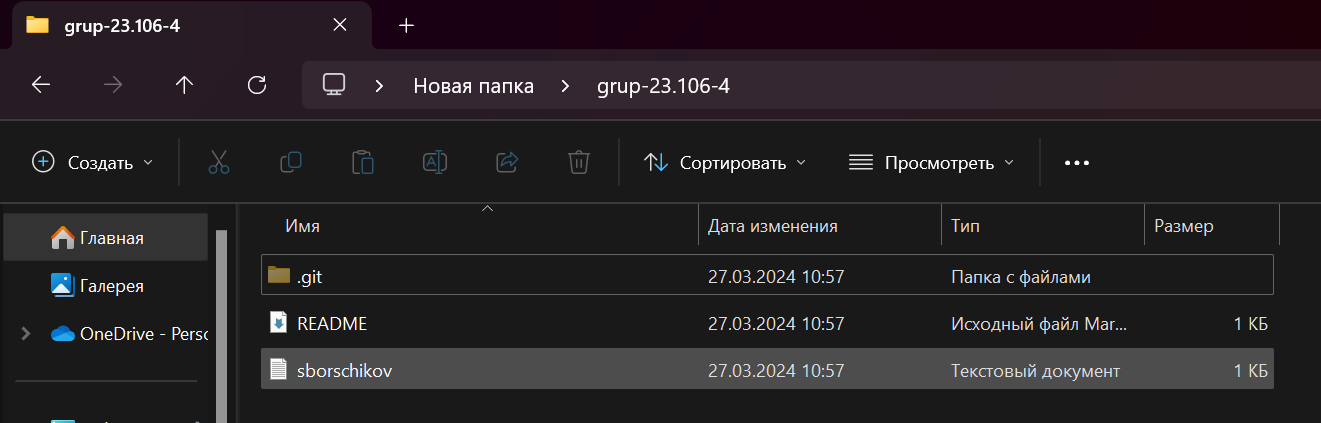 grup-23.106-4
Новая папка
grup-23.106-4
Создать
Сортировать
Просмотреть
Имя
Дата изменения
Тип
Размер
Главная
Галерея
OneDrive - Persc
.git
27.03.2024 10:57
Папка с файлами
README
27.03.2024 10:57
Исходный файл Mar...
1 КБ
sborschikov
27.03.2024 10:57
Текстовый документ
1 КБ